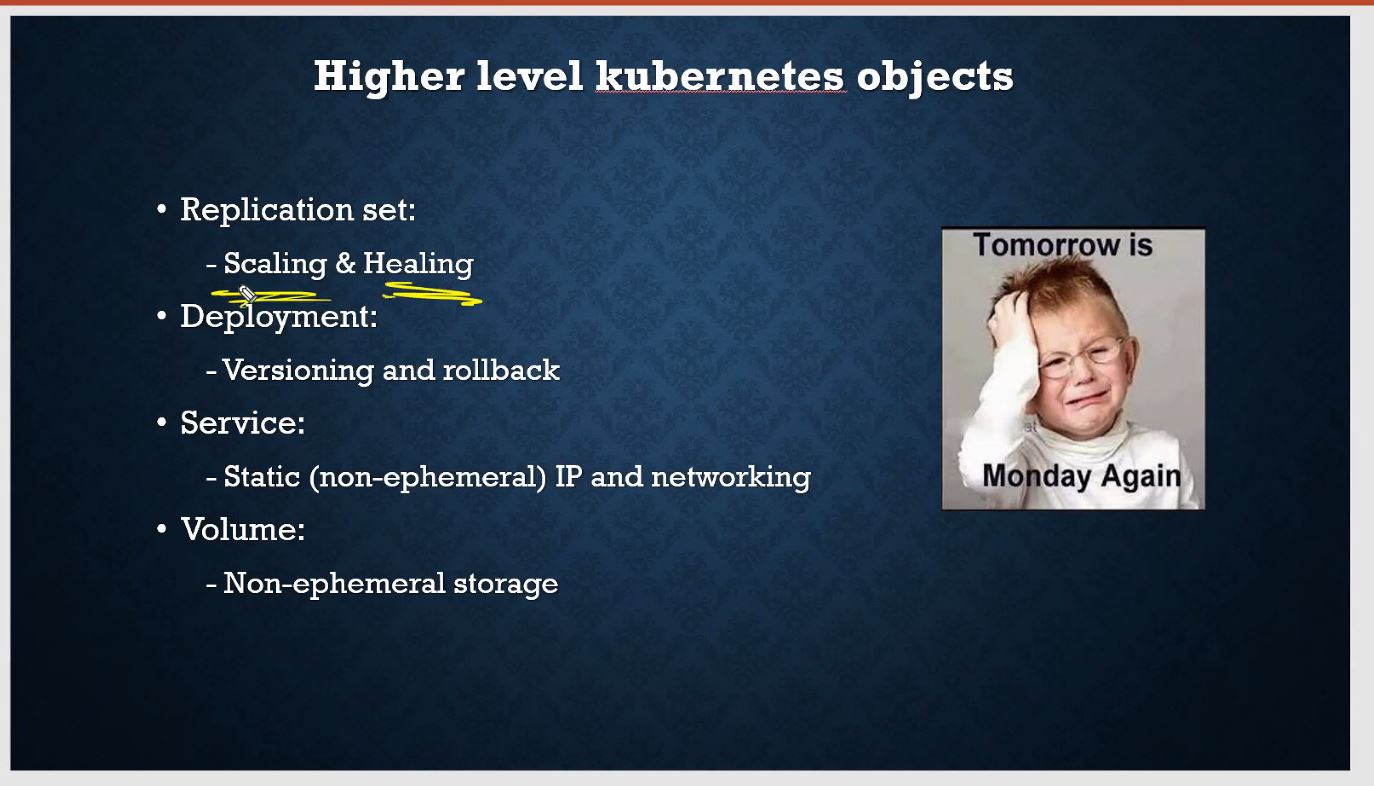 Higher level kubernetes objects
• Replication set:
- Scaling & Healing
• Deployment:
- Versioning and rollback
• Service:
- Static (non-ephemeral) IP and networking
• Volume:
- Non-ephemeral storage
Tomorrow is
Monday Again